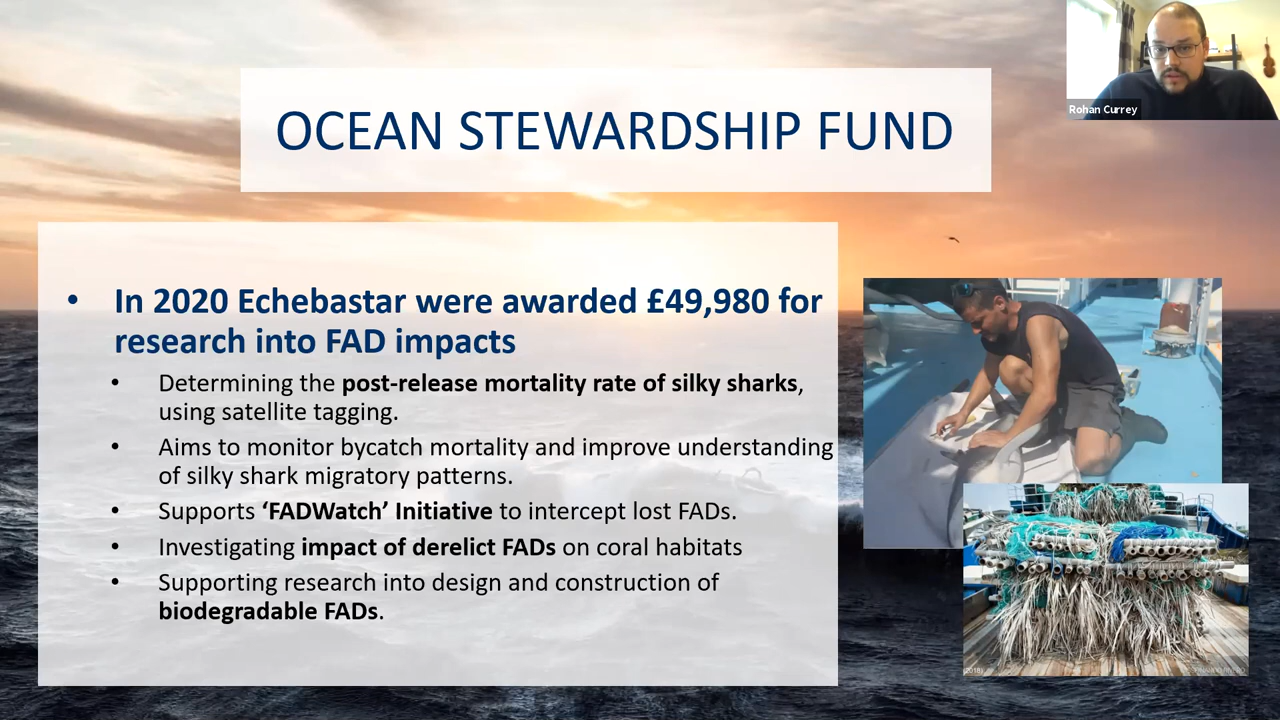 Rohan Currey
OCEAN STEWARDSHIP FUND
• In 2020 Echebastar were awarded £49,980 for
research into FAD impacts
• Determining the post-release mortality rate of silky sharks,
using satellite tagging.
• Aims to monitor bycatch mortality and improve understanding
of silky shark migratory patterns.
• Supports ‘FADWatch’ Initiative to intercept lost FADs.
• Investigating impact of derelict FADs on coral habitats
• Supporting research into design and construction of
biodegradable FADs.